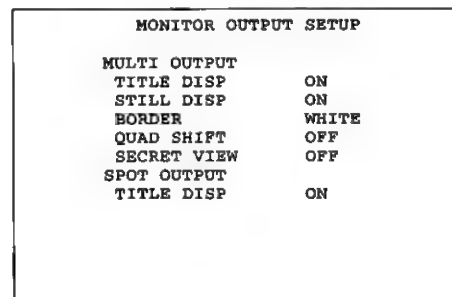 MONITOR OUTPUT SETUP
MULTI OUTPUT
TITLE DISP ON
STILL DISP ON
BORDER WHITE
QUAD SHIFT OFF
SECRET VIEW OFF
SPOT OUTPUT
TITLE DISP ON